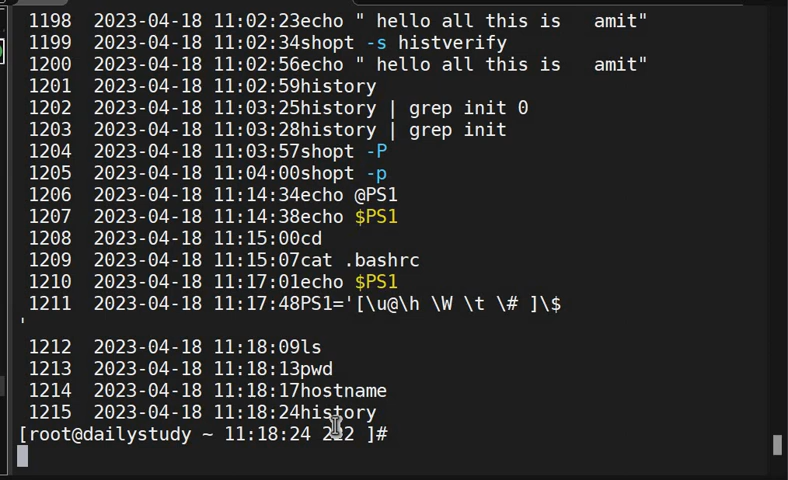 1198 2023-04-18 11:02:23echo " hello all this is   amit"
1199 2023-04-18 11:02:34shopt -s histverify
1200 2023-04-18 11:02:56echo " hello all this is   amit"
1201 2023-04-18 11:02:59history
1202 2023-04-18 11:03:25history | grep init 0
1203 2023-04-18 11:03:28history | grep init
1204 2023-04-18 11:03:57shopt -P
1205 2023-04-18 11:04:00shopt -p
1206 2023-04-18 11:14:34echo @PS1
1207 2023-04-18 11:14:38echo $PS1
1208 2023-04-18 11:15:00cd
1209 2023-04-18 11:15:07cat .bashrc
1210 2023-04-18 11:17:01echo $PS1
1211 2023-04-18 11:17:48PS1='[\u@\h \W \t \# ]\$
'
1212 2023-04-18 11:18:09ls
1213 2023-04-18 11:18:13pwd
1214 2023-04-18 11:18:17hostname
1215 2023-04-18 11:18:24history
[root@dailystudy ~ 11:18:24 ]#